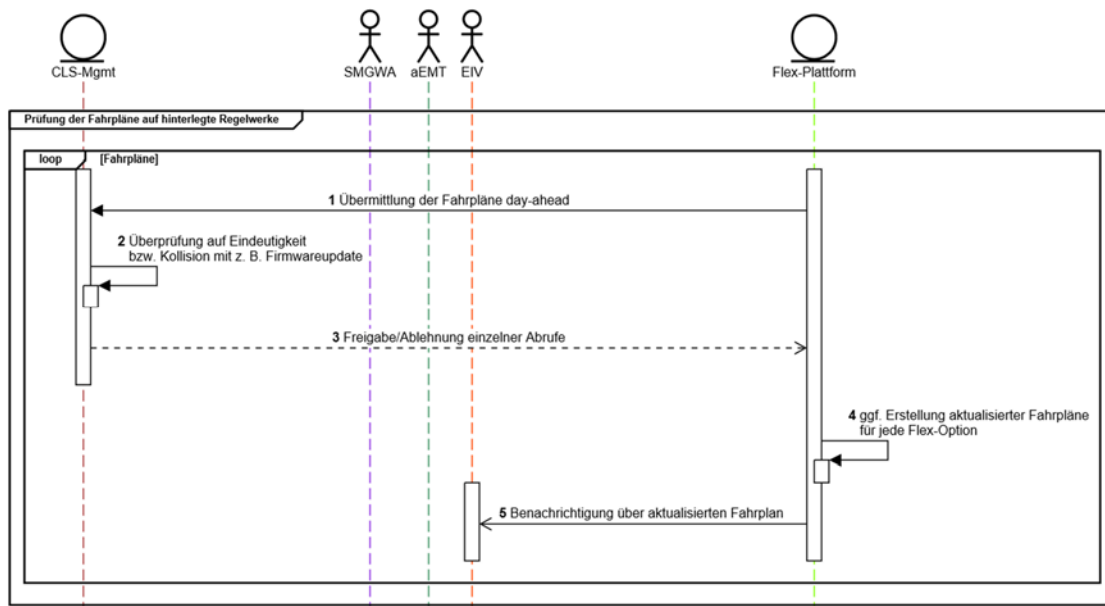 CLS-Mgmt
SMGWA
aEMT
EIV
Flex-Plattform
Prüfung der Fahrpläne auf hinterlegte Regelwerke
loop
[Fahrpläne]
1 Übermittlung der Fahrpläne day-ahead
2 Überprüfung auf Eindeutigkeit
bzw. Kollision mit z. B. Firmwareupdate
3 Freigabe/Ablehnung einzelner Abrufe
4 ggf. Erstellung aktualisierter Fahrpläne
für jede Flex-Option
5 Benachrichtigung über aktualisierten Fahrplan